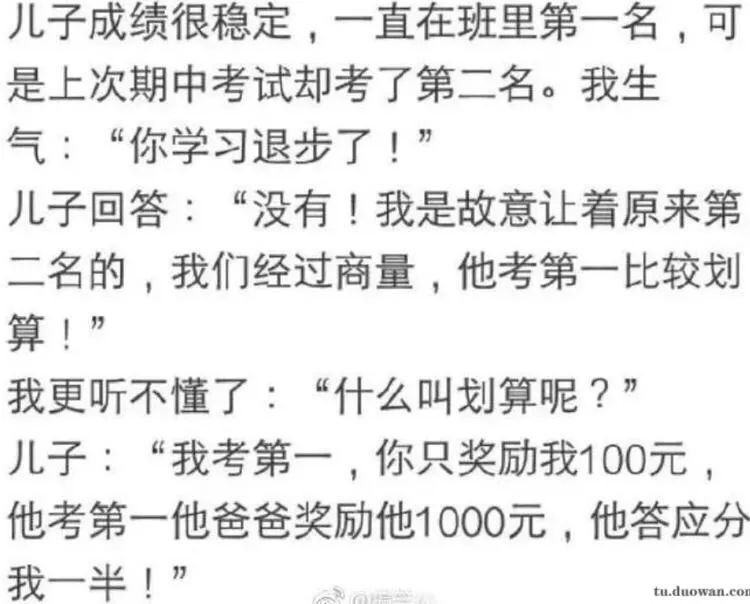 儿子成绩很稳定，一直在班里第一名，可
是上次期中考试却考了第二名。我生
气：“你学习退步了！”
儿子回答：“没有！我是故意让着原来第
二名的，我们经过商量，他考第一比较划
算！”
我更听不懂了：“什么叫划算呢？”
儿子：“我考第一，你只奖励我100元，
他考第一他爸爸奖励他1000元，他答应分
我一半！”
tu.duowan.com